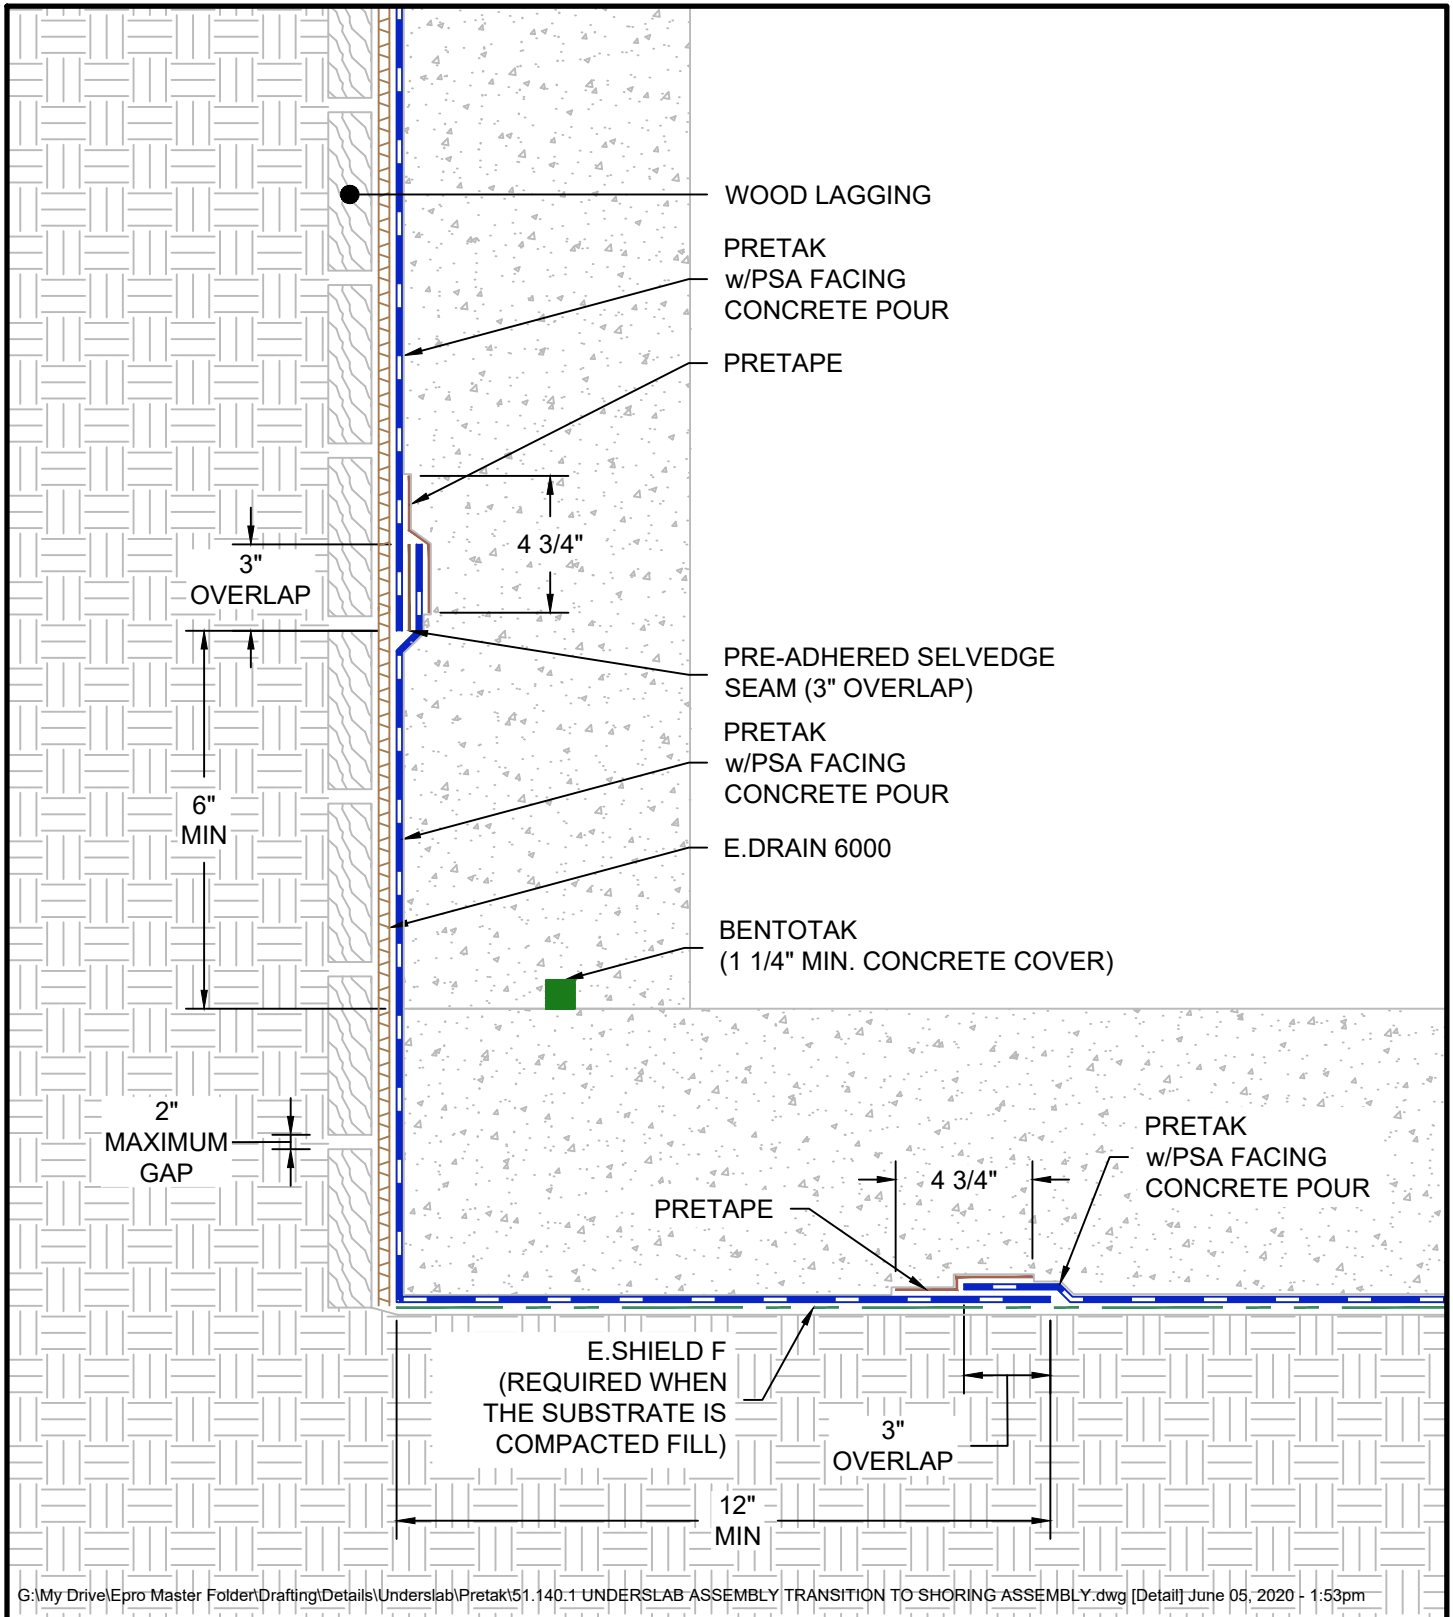 WOOD LAGGING
PRETAK
w/PSA FACING
CONCRETE POUR
PRETAPE
4 3/4"
3"
OVERLAP
PRE-ADHERED SELVEDGE
SEAM (3" OVERLAP)
PRETAK
w/PSA FACING
CONCRETE POUR
6"
MIN
E.DRAIN 6000
BENTOTAK
(1 1/4" MIN. CONCRETE COVER)
2"
MAXIMUM
GAP
PRETAK
w/PSA FACING
CONCRETE POUR
4 3/4"
PRETAPE
E.SHIELD F
(REQUIRED WHEN
THE SUBSTRATE IS
COMPACTED FILL)
3"
OVERLAP
12"
MIN
G:\My Drive\Epro Master Folder\Drafting\Details\Underslab\Pretak\51.140.1 UNDERSLAB ASSEMBLY TRANSITION TO SHORING ASSEMBLY.dwg [Detail] June 05, 2020 - 1:53pm